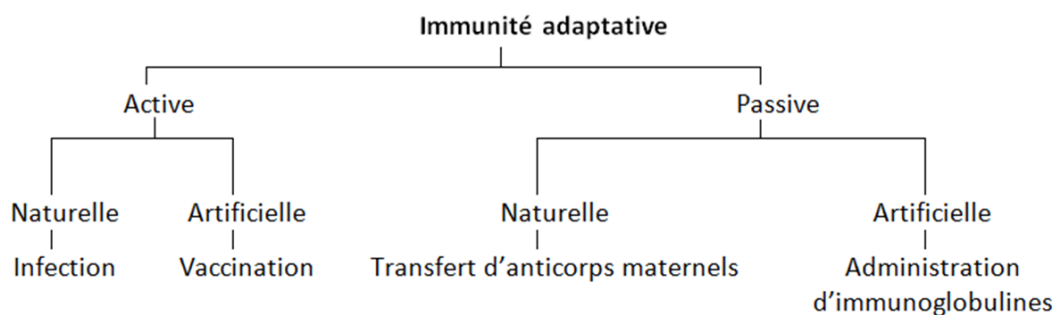 Immunité adaptative
Active
Passive
Naturelle
Artificielle
Naturelle
Artificielle
Infection
Vaccination
Transfert d’anticorps maternels
Administration
d’immunoglobulines